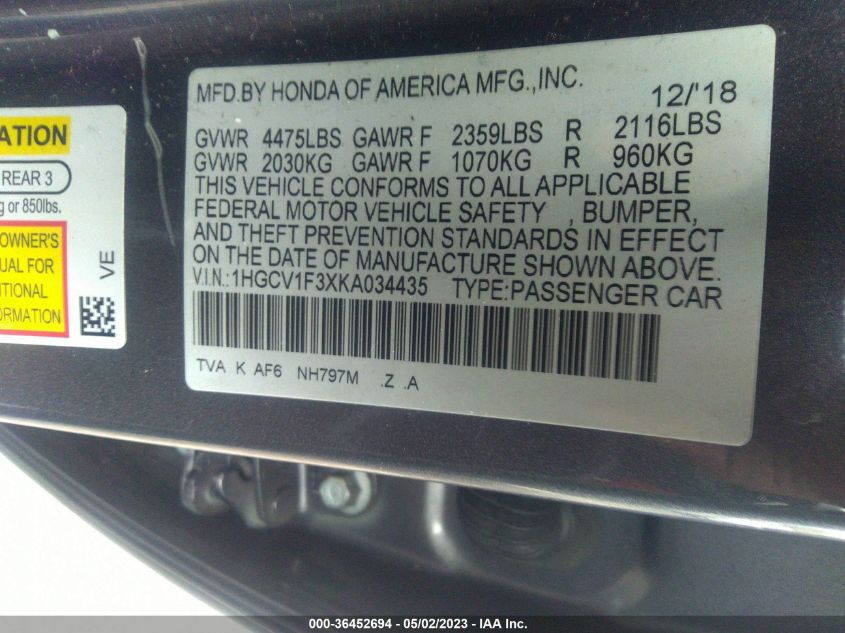 ATION
REAR 3
g or 850lbs.
OWNER'S
UAL FOR
ITIONAL
FORMATION
VE
MFD.BY HONDA OF AMERICA MFG.,INC.
12/'18
GVWR 4475LBS GAWR F 2359LBS R 2116LBS
GVWR 2030KG GAWR F 1070KG R 960KG
THIS VEHICLE CONFORMS TO ALL APPLICABLE
FEDERAL MOTOR VEHICLE SAFETY , BUMPER,
AND THEFT PREVENTION STANDARDS IN EFFECT
ON THE DATE OF MANUFACTURE SHOWN ABOVE.
V.I.N.:1HGCV1F3XKA034435 TYPE:PASSENGER CAR
TVA K AF6 NH797M .Z .A
000-36452694 - 05/02/2023 - IAA Inc.